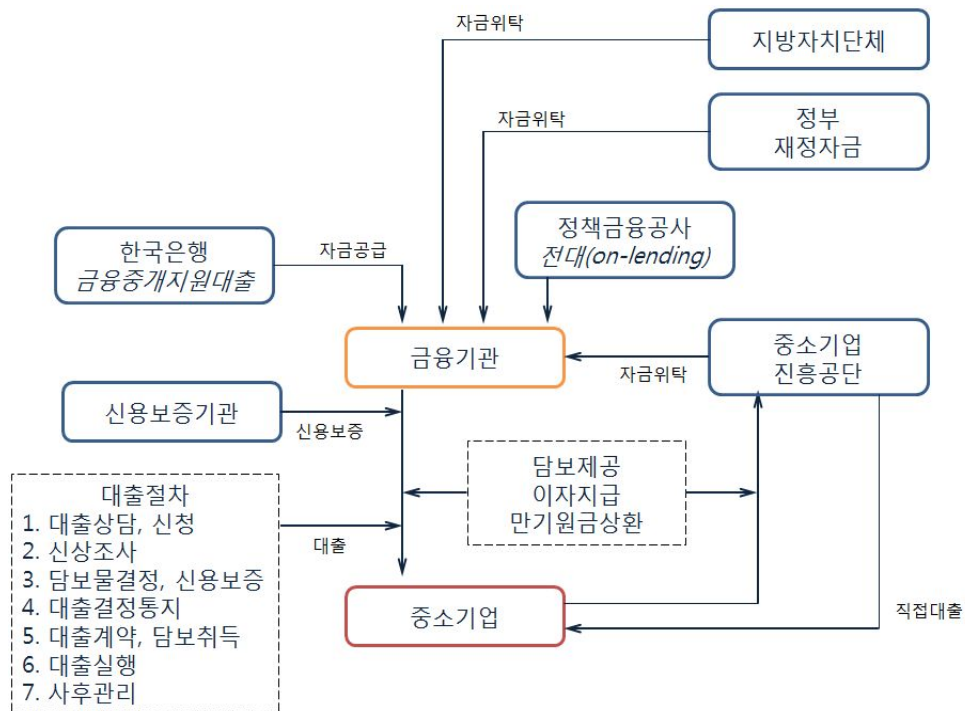 자금위탁
지방자치단체
자금위탁
정부
재정자금
한국은행
금융중개지원대출
자금공급
정책금융공사
전대(on-lending)
금융기관
자금위탁
중소기업
진흥공단
신용보증기관
신용보증
담보제공
이자지급
만기원금상환
대출절차
1. 대출상담, 신청
2. 신상조사
3. 담보물결정, 신용보증
4. 대출결정통지
5. 대출계약, 담보취득
6. 대출실행
7. 사후관리
대출
중소기업
직접대출